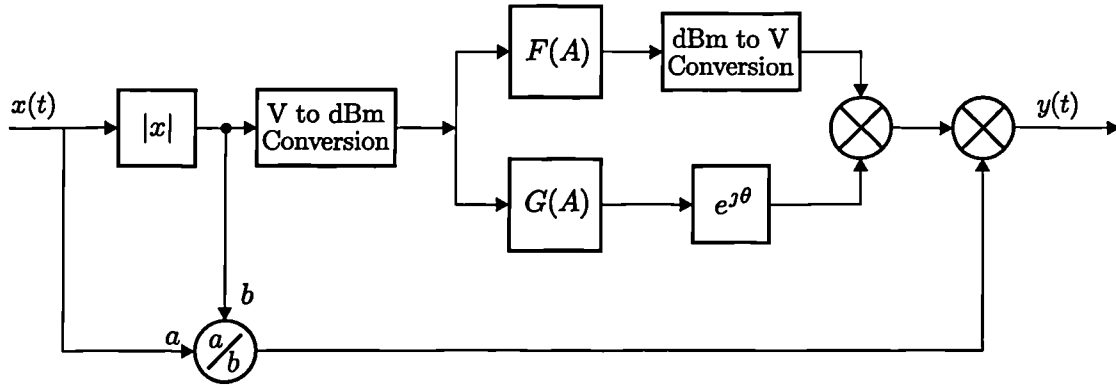 x(t)
|x|
V to dBm
Conversion
F(A)
dBm to V
Conversion
y(t)
G(A)
e^{jθ}
b
a
a/b